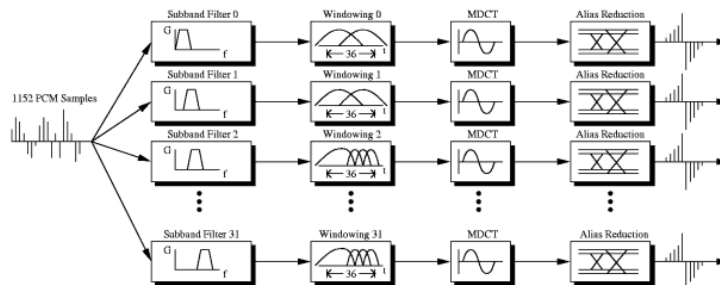 Subband Filter 0 Windowing 0 MDCT Alias Reduction
G f 36 t
1152 PCM Samples
Subband Filter 1 Windowing 1 MDCT Alias Reduction
G f 36 t
Subband Filter 2 Windowing 2 MDCT Alias Reduction
G f 36 t
Subband Filter 31 Windowing 31 MDCT Alias Reduction
G f 36 t